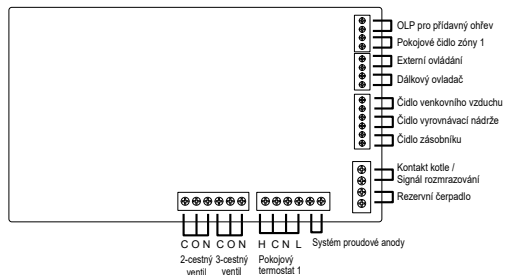 OLP pro přídavný ohřev
Pokojové čidlo zóny 1
Externí ovládání
Dálkový ovladač
Čidlo venkovního vzduchu
Čidlo vyrovnávací nádrže
Čidlo zásobníku
Kontakt kotle /
Signál rozmrazování
Rezervní čerpadlo
C O N C O N H C N L Systém proudové anody
2-cestný 3-cestný Pokojový
ventil ventil termostat 1